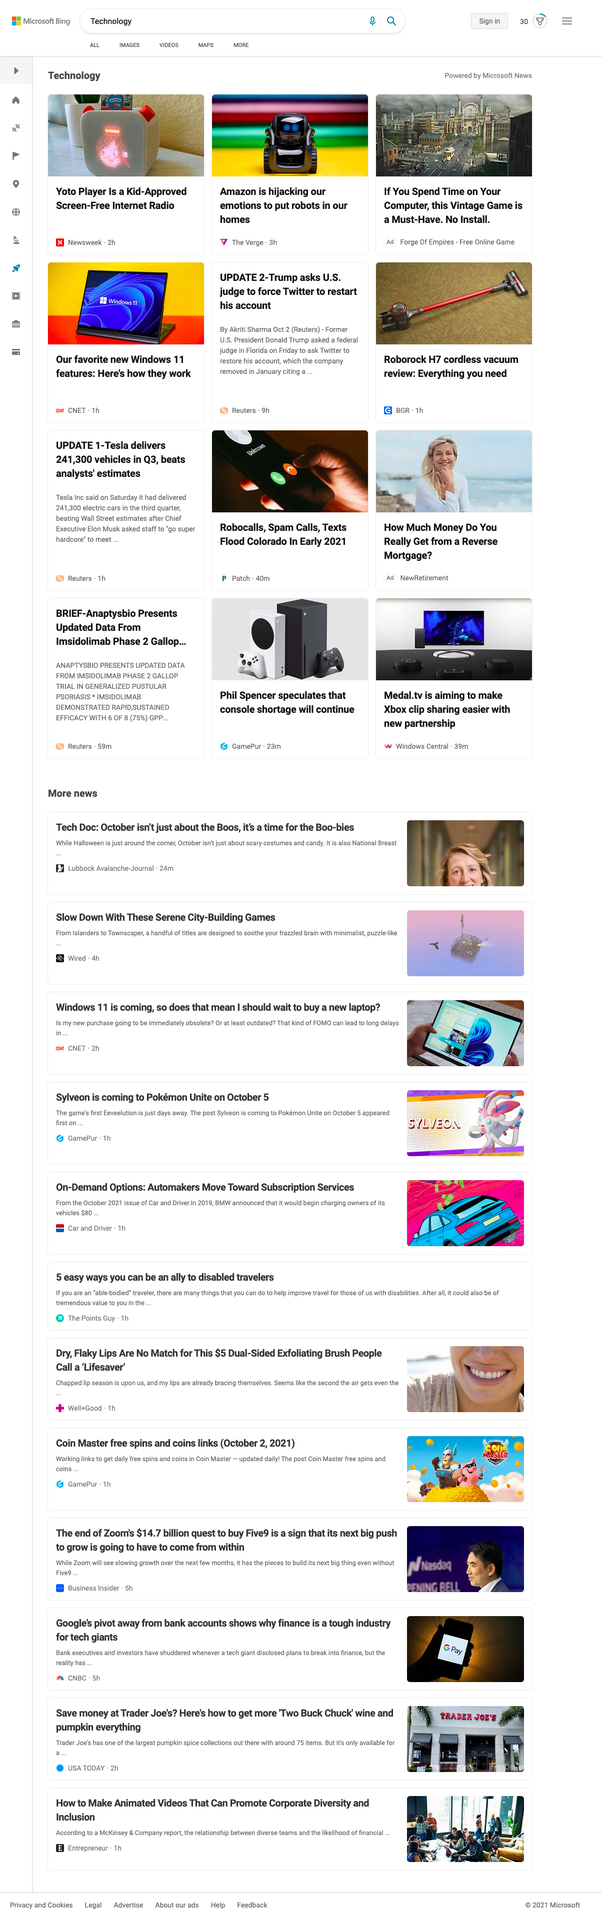 Microsoft Bing
Technology
Sign in
30
ALL IMAGES VIDEOS MAPS MORE
Technology
Powered by Microsoft News
Yoto Player Is a Kid-Approved
Screen-Free Internet Radio
Newsweek · 2h
Amazon is hijacking our
emotions to put robots in our
homes
The Verge · 3h
If You Spend Time on Your
Computer, this Vintage Game is
a Must-Have. No Install.
Ad Forge Of Empires - Free Online Game
Windows 11
Our favorite new Windows 11
features: Here's how they work
CNET · 1h
UPDATE 2-Trump asks U.S.
judge to force Twitter to restart
his account
By Akriti Sharma Oct 2 (Reuters) - Former
U.S. President Donald Trump asked a federal
judge in Florida on Friday to ask Twitter to
restore his account, which the company
removed in January citing a ...
Reuters · 9h
Roborock H7 cordless vacuum
review: Everything you need
BGR · 1h
UPDATE 1-Tesla delivers
241,300 vehicles in Q3, beats
analysts' estimates
Tesla Inc said on Saturday it had delivered
241,300 electric cars in the third quarter,
beating Wall Street estimates after Chief
Executive Elon Musk asked staff to "go super
hardcore" to meet ...
Reuters · 1h
Unknown
Robocalls, Spam Calls, Texts
Flood Colorado In Early 2021
Patch · 40m
How Much Money Do You
Really Get from a Reverse
Mortgage?
Ad NewRetirement
BRIEF-Anaptysbio Presents
Updated Data From
Imsidolimab Phase 2 Gallop...
ANAPTYSBIO PRESENTS UPDATED DATA
FROM IMSIDOLIMAB PHASE 2 GALLOP
TRIAL IN GENERALIZED PUSTULAR
PSORIASIS * IMSIDOLIMAB
DEMONSTRATED RAPID,SUSTAINED
EFFICACY WITH 6 OF 8 (75%) GPP...
Reuters · 59m
Phil Spencer speculates that
console shortage will continue
GamePur · 23m
Medal.tv is aiming to make
Xbox clip sharing easier with
new partnership
Windows Central · 39m
More news
Tech Doc: October isn't just about the Boos, it's a time for the Boo-bies
While Halloween is just around the corner, October isn't just about scary costumes and candy. It is also National Breast
...
Lubbock Avalanche-Journal · 24m
Slow Down With These Serene City-Building Games
From Islanders to Townscaper, a handful of titles are designed to soothe your frazzled brain with minimalist, puzzle-like
...
Wired · 4h
Windows 11 is coming, so does that mean I should wait to buy a new laptop?
Is my new purchase going to be immediately obsolete? Or at least outdated? That kind of FOMO can lead to long delays
in ...
CNET · 2h
Sylveon is coming to Pokémon Unite on October 5
The game's first Eeveelution is just days away. The post Sylveon is coming to Pokémon Unite on October 5 appeared
first on ...
GamePur · 1h
SYLVEON
On-Demand Options: Automakers Move Toward Subscription Services
From the October 2021 issue of Car and Driver.In 2019, BMW announced that it would begin charging owners of its
vehicles $80 ...
Car and Driver · 1h
5 easy ways you can be an ally to disabled travelers
If you are an "able-bodied" traveler, there are many things that you can do to help improve travel for those of us with disabilities. After all, it could also be of
tremendous value to you in the ...
The Points Guy · 1h
Dry, Flaky Lips Are No Match for This $5 Dual-Sided Exfoliating Brush People
Call a 'Lifesaver'
Chapped lip season is upon us, and my lips are already bracing themselves. Seems like the second the air gets even the
...
Well+Good · 1h
Coin Master free spins and coins links (October 2, 2021)
Working links to get daily free spins and coins in Coin Master — updated daily! The post Coin Master free spins and
coins ...
GamePur · 1h
COIN
MASTER
The end of Zoom's $14.7 billion quest to buy Five9 is a sign that its next big push
to grow is going to have to come from within
While Zoom will see slowing growth over the next few months, it has the pieces to build its next big thing even without
Five9 ...
Business Insider · 5h
Nasdaq
OPENING BELL
Google's pivot away from bank accounts shows why finance is a tough industry
for tech giants
Bank executives and investors have shuddered whenever a tech giant disclosed plans to break into finance, but the
reality has ...
CNBC · 5h
G Pay
Save money at Trader Joe's? Here's how to get more 'Two Buck Chuck' wine and
pumpkin everything
Trader Joe's has one of the largest pumpkin spice collections out there with around 75 items. But it's only available for
a ...
USA TODAY · 2h
TRADER JOE'S
How to Make Animated Videos That Can Promote Corporate Diversity and
Inclusion
According to a McKinsey & Company report, the relationship between diverse teams and the likelihood of financial ...
Entrepreneur · 1h
Privacy and Cookies Legal Advertise About our ads Help Feedback
© 2021 Microsoft